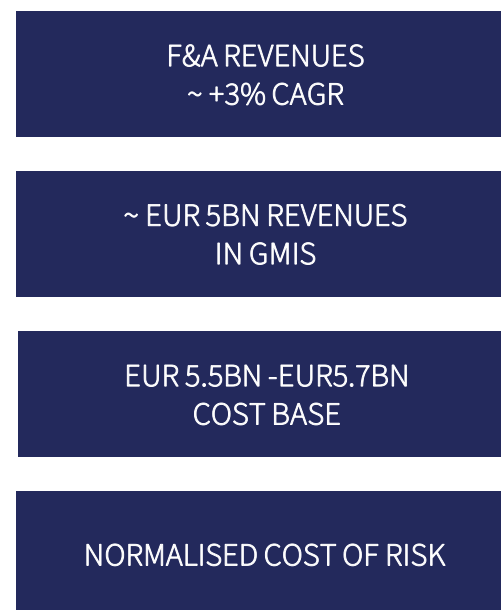 F&A REVENUES
~ +3% CAGR
~ EUR 5BN REVENUES
IN GMIS
EUR 5.5BN -EUR5.7BN
COST BASE
NORMALISED COST OF RISK